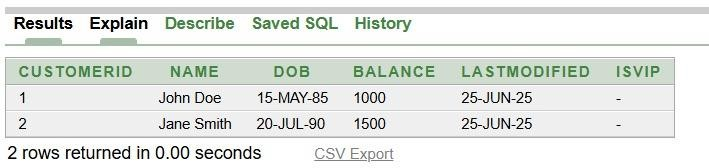 Results Explain Describe Saved SQL History
CUSTOMERID NAME DOB BALANCE LASTMODIFIED ISVIP
1 John Doe 15-MAY-85 1000 25-JUN-25 -
2 Jane Smith 20-JUL-90 1500 25-JUN-25 -
2 rows returned in 0.00 seconds CSV Export